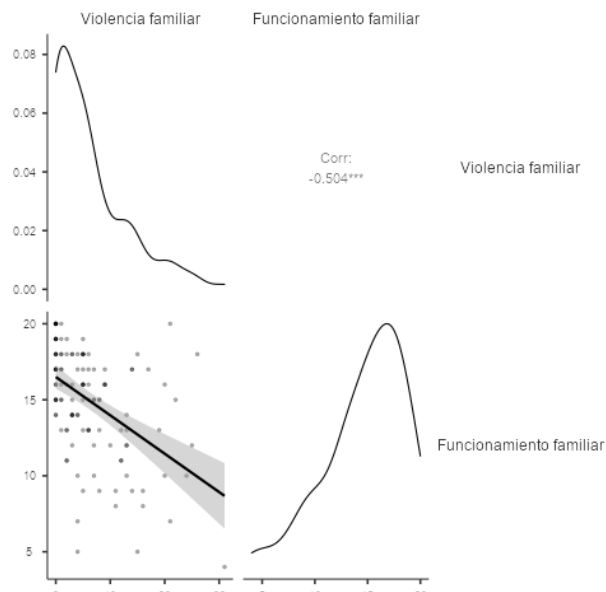 Violencia familiar Funcionamiento familiar
0.08
0.06
0.04
0.02
0.00
Corr:
-0.504***
Violencia familiar
20
15
10
5
Funcionamiento familiar